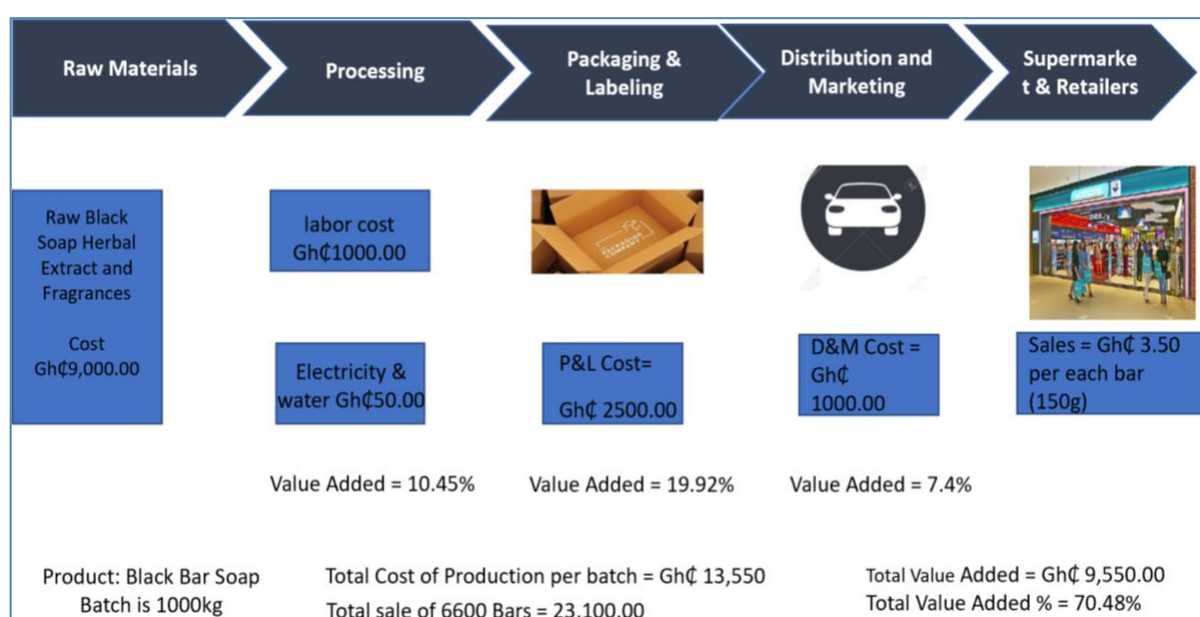 Raw Materials
Processing
Packaging &
Labeling
Distribution and
Marketing
Supermarke
t & Retailers
Raw Black
Soap Herbal
Extract and
Fragrances
Cost
Gh₵9,000.00
labor cost
Gh₵1000.00
Electricity &
water Gh₵50.00
PACKAGING
COMPANY
P&L Cost=
Gh₵ 2500.00
D&M Cost =
Gh₵
1000.00
Sales = Gh₵ 3.50
per each bar
(150g)
Value Added = 10.45%
Value Added = 19.92%
Value Added = 7.4%
Product: Black Bar Soap
Batch is 1000kg
Total Cost of Production per batch = Gh₵ 13,550
Total sale of 6600 Bars = 23,100.00
Total Value Added = Gh₵ 9,550.00
Total Value Added % = 70.48%